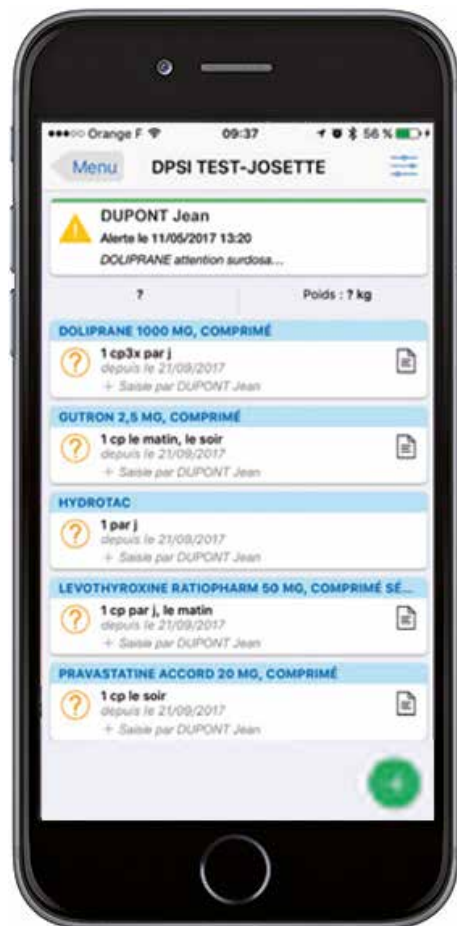 Orange F 09:37 56 %
Menu DPSI TEST-JOSETTE
DUPONT Jean
Alerte le 11/05/2017 13:20
DOLIPRANE attention surdosa...
? Poids : ? kg
DOLIPRANE 1000 MG, COMPRIMÉ
? 1 cp3x par j
depuis le 21/09/2017
+ Saisie par DUPONT Jean
GUTRON 2,5 MG, COMPRIMÉ
? 1 cp le matin, le soir
depuis le 21/09/2017
+ Saisie par DUPONT Jean
HYDROTAC
? 1 par j
depuis le 21/09/2017
+ Saisie par DUPONT Jean
LEVOTHYROXINE RATIOPHARM 50 MG, COMPRIMÉ SÉ...
? 1 cp par j, le matin
depuis le 21/09/2017
+ Saisie par DUPONT Jean
PRAVASTATINE ACCORD 20 MG, COMPRIMÉ
? 1 cp le soir
depuis le 21/09/2017
+ Saisie par DUPONT Jean